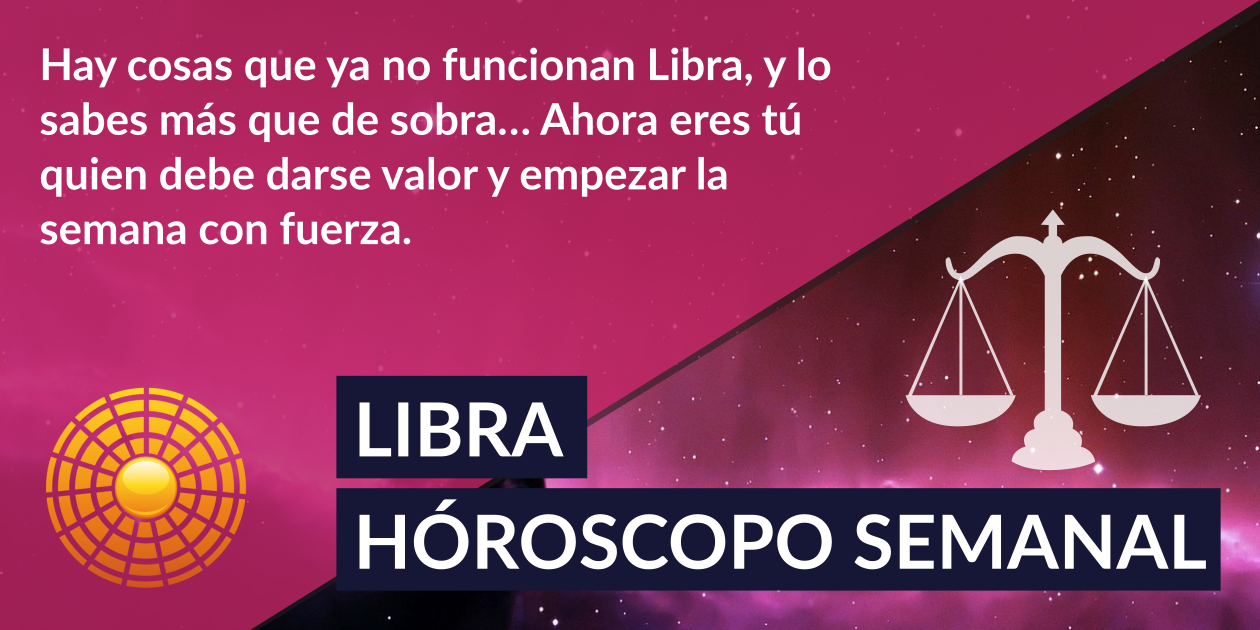 Hay cosas que ya no funcionan Libra, y lo
sabes más que de sobra... Ahora eres tú
quien debe darse valor y empezar la
semana con fuerza.
LIBRA
HÓROSCOPO SEMANAL